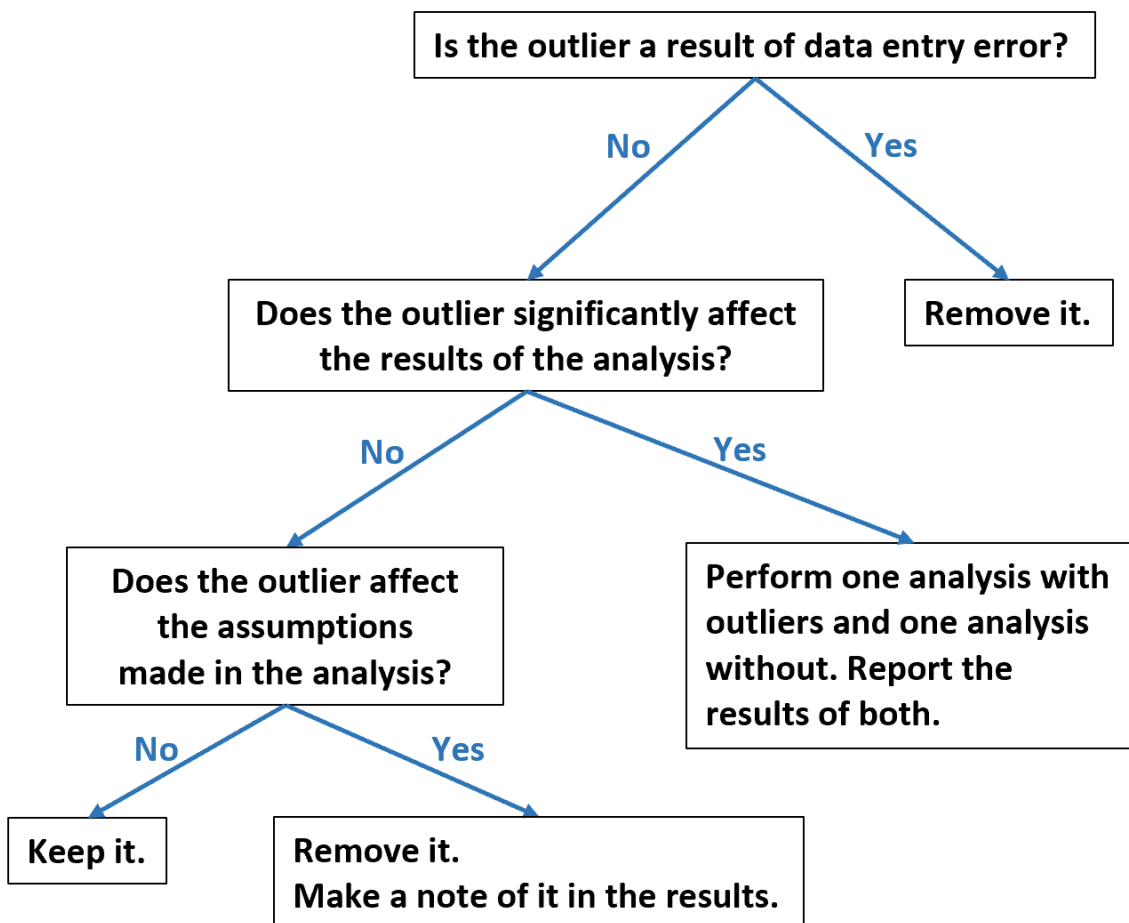 Is the outlier a result of data entry error?
No
Yes
Does the outlier significantly affect
the results of the analysis?
Remove it.
No
Yes
Does the outlier affect
the assumptions
made in the analysis?
Perform one analysis with
outliers and one analysis
without. Report the
results of both.
No
Yes
Keep it.
Remove it.
Make a note of it in the results.